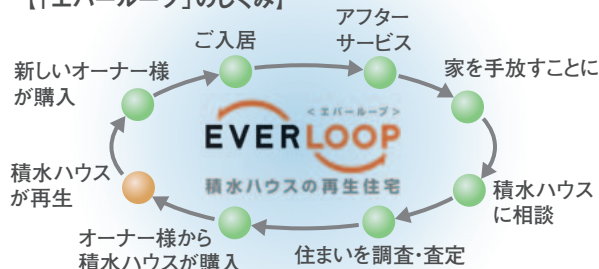 【「エバーループ」のしくみ】
アフター
サービス
ご入居
家を手放すことに
新しいオーナー様
が購入
<エバーループ>
EVERLOOP
積水ハウスの再生住宅
積水ハウス
が再生
積水ハウス
に相談
オーナー様から
積水ハウスが購入
住まいを調査・査定